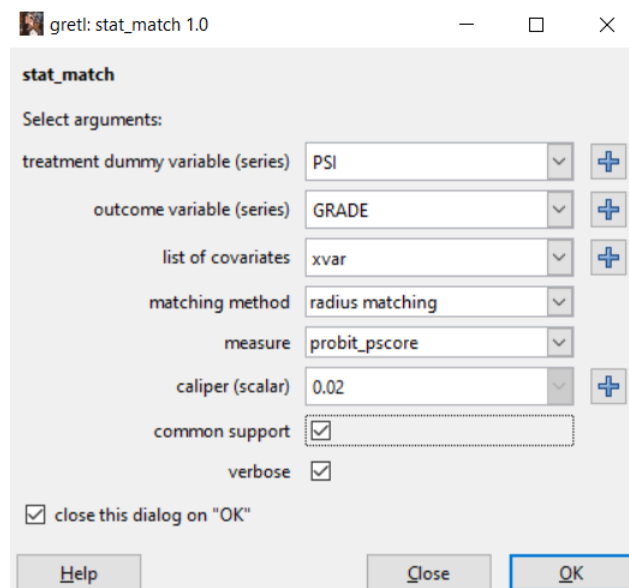 gretl: stat_match 1.0
stat_match
Select arguments:
treatment dummy variable (series) PSI
outcome variable (series) GRADE
list of covariates xvar
matching method radius matching
measure probit_pscore
caliper (scalar) 0.02
common support
verbose
close this dialog on "OK"
Help Close OK